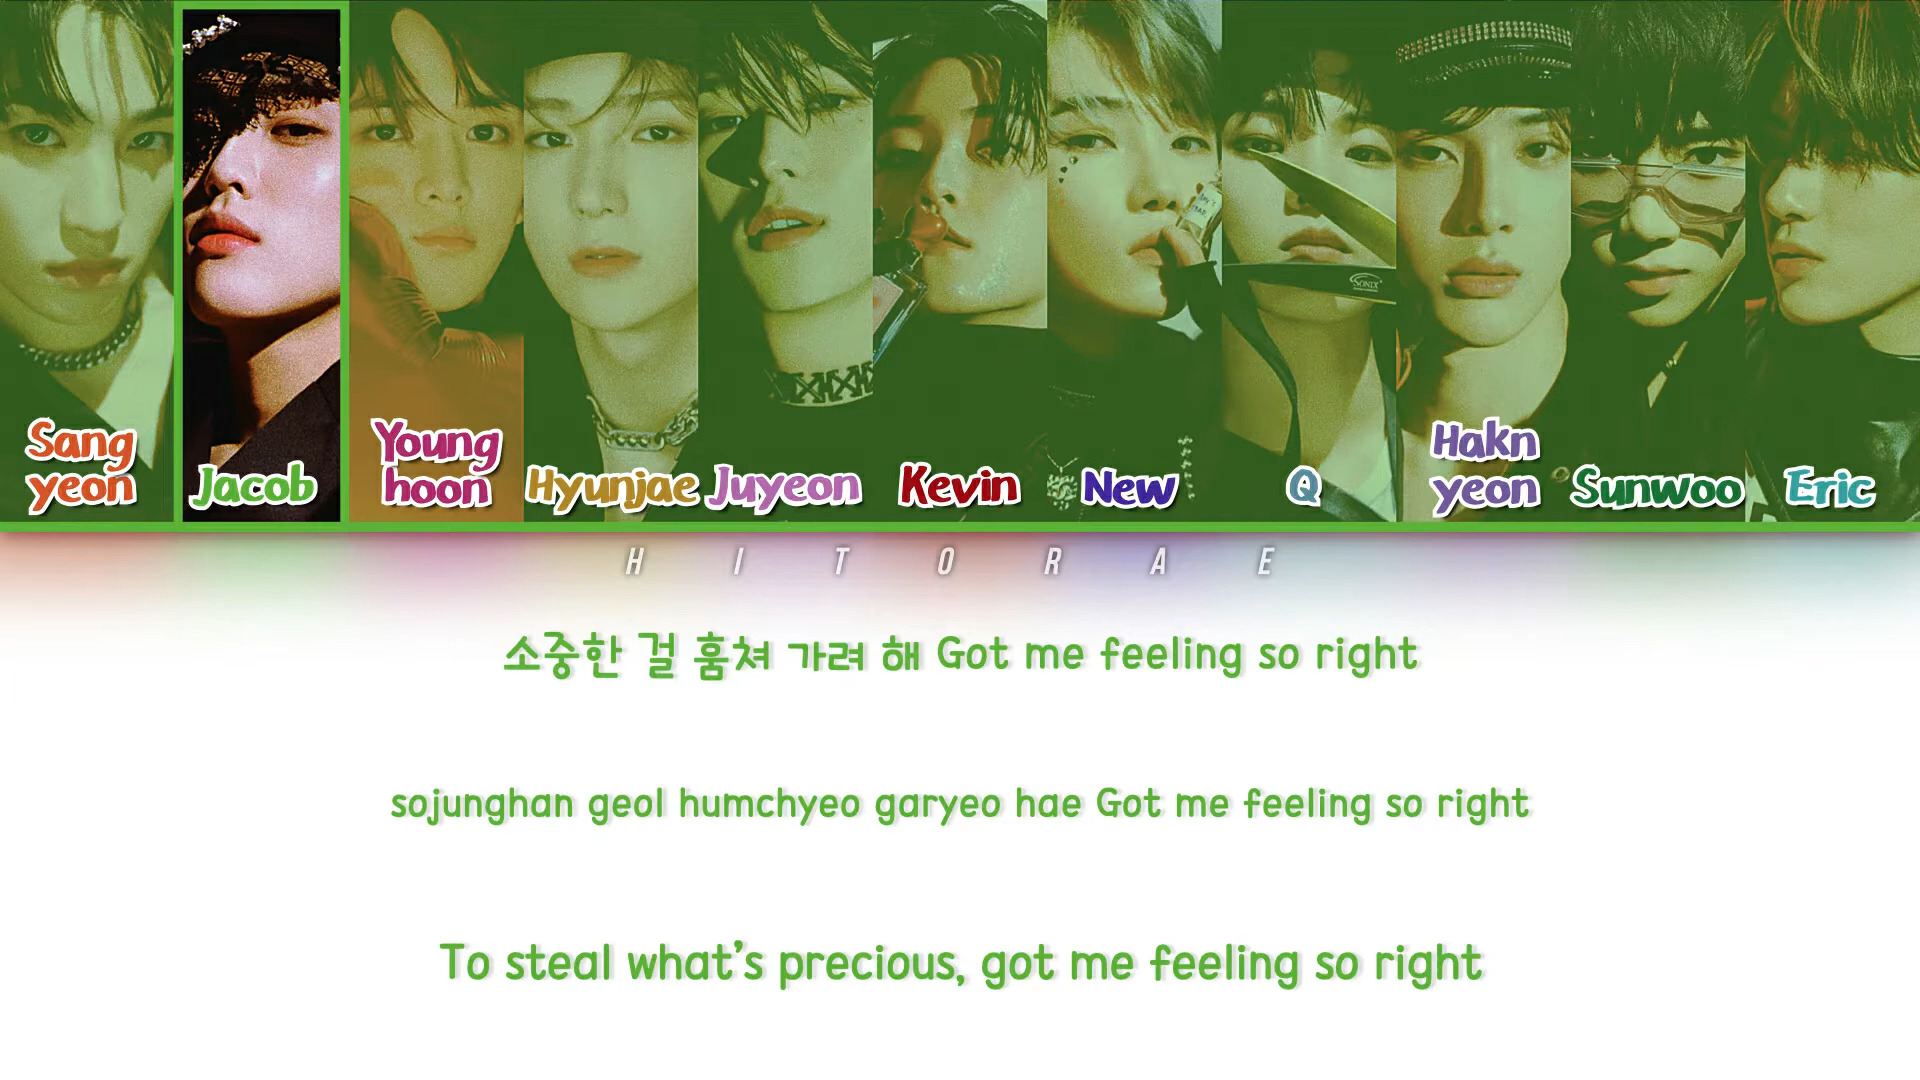 Sang
yeon
Jacob
Young
hoon
Hyunjae
Juyeon
Kevin
New
Q
Hakn
yeon
Sunwoo
Eric
SONIX
H I T O R A E
소중한 걸 훔쳐 가려 해 Got me feeling so right
sojunghan geol humchyeo garyeo hae Got me feeling so right
To steal what's precious, got me feeling so right